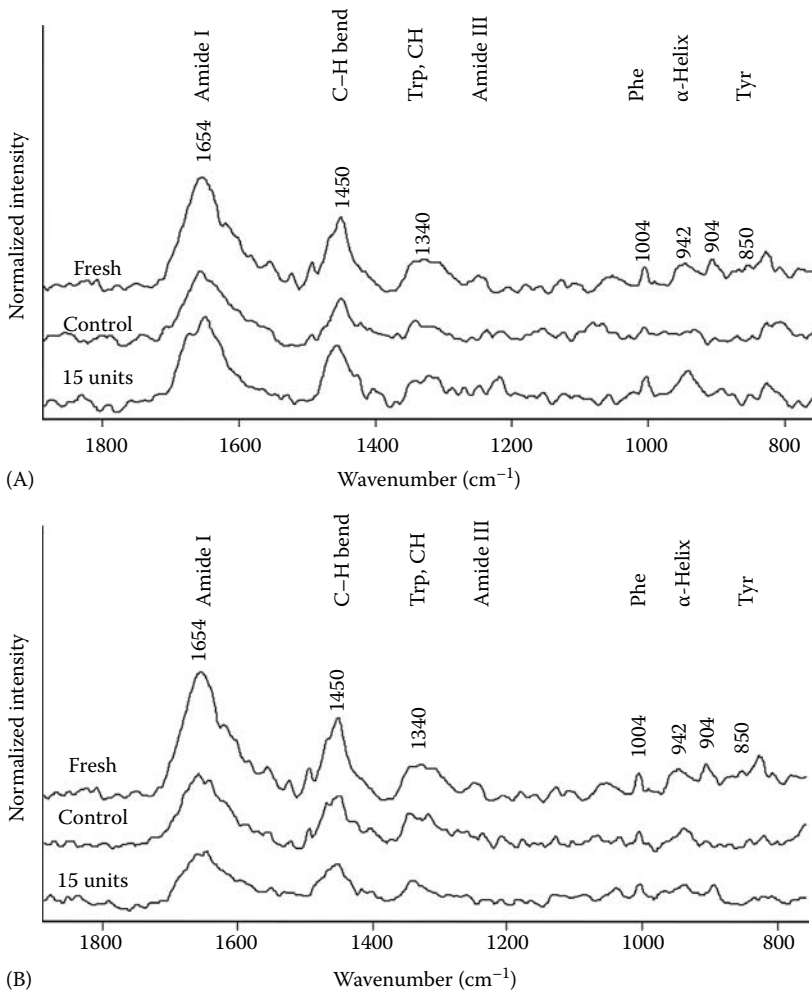 Normalized intensity
Amide I
C–H bend
Trp, CH
Amide III
Phe
α-Helix
Tyr
1654
1450
1340
1004
942
904
850
Fresh
Control
15 units
1800 1600 1400 1200 1000 800
(A)
Wavenumber (cm⁻¹)
Normalized intensity
Amide I
C–H bend
Trp, CH
Amide III
Phe
α-Helix
Tyr
1654
1450
1340
1004
942
904
850
Fresh
Control
15 units
1800 1600 1400 1200 1000 800
(B)
Wavenumber (cm⁻¹)